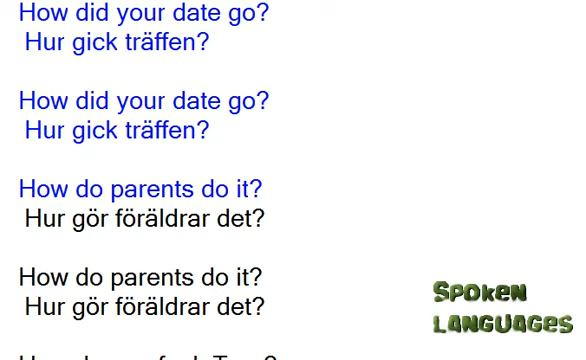 How did your date go?
Hur gick träffen?
How did your date go?
Hur gick träffen?
How do parents do it?
Hur gör föräldrar det?
How do parents do it?
Hur gör föräldrar det?
Spoken
Languages